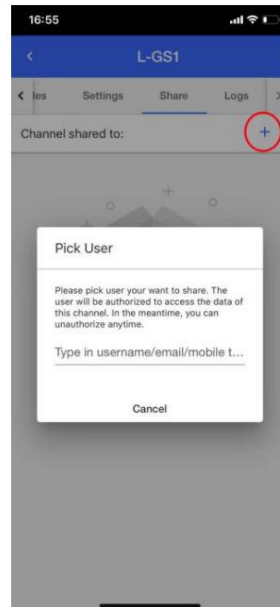 16:55
L-GS1
les Settings Share Logs
Channel shared to:
Pick User
Please pick user your want to share. The
user will be authorized to access the data of
this channel. In the meantime, you can
unauthorize anytime.
Type in username/email/mobile t...
Cancel